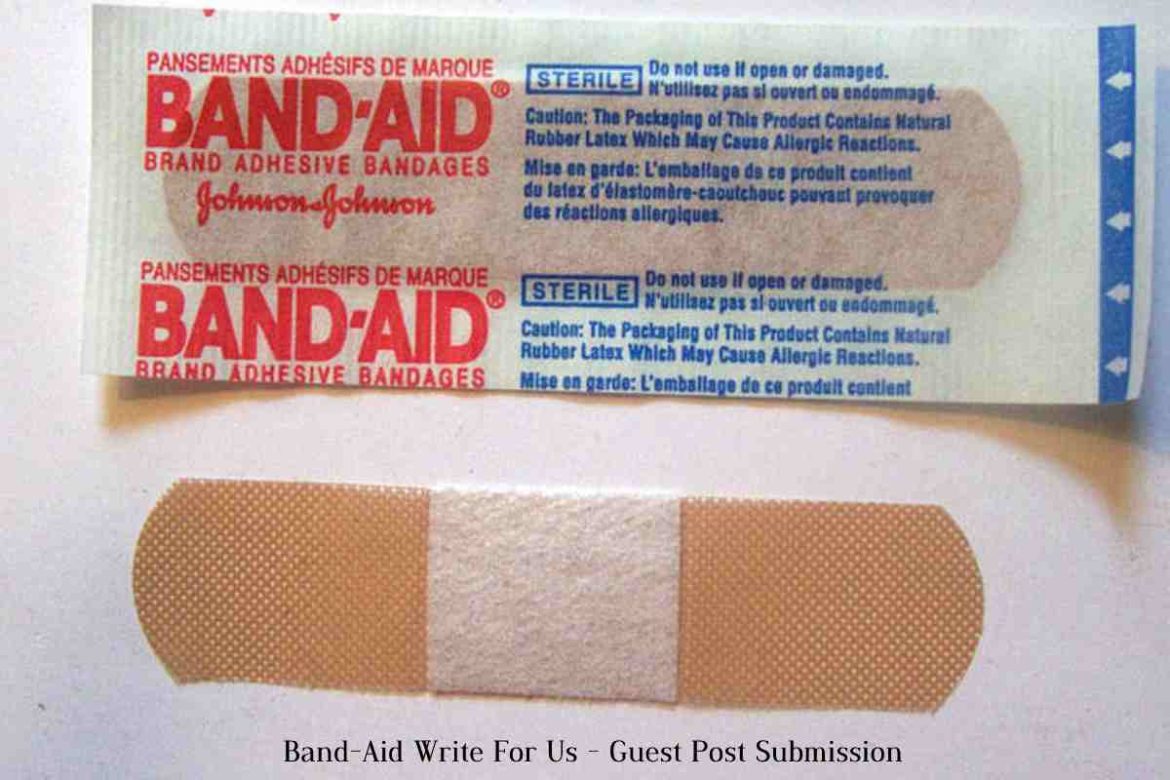 PANSEMENTS ADHÉSIFS DE MARQUE
BAND-AID®
BRAND ADHESIVE BANDAGES
Johnson & Johnson
STERILE
Do not use if open or damaged.
N'utilisez pas si ouvert ou endommagé.
Caution: The Packaging of This Product Contains Natural
Rubber Latex Which May Cause Allergic Reactions.
Mise en garde: L'emballage de ce produit contient
du latex d'élastomère-caoutchouc pouvant provoquer
des réactions allergiques.
PANSEMENTS ADHÉSIFS DE MARQUE
BAND-AID®
BRAND ADHESIVE BANDAGES
STERILE
Do not use if open or damaged.
N'utilisez pas si ouvert ou endommagé.
Caution: The Packaging of This Product Contains Natural
Rubber Latex Which May Cause Allergic Reactions.
Mise en garde: L'emballage de ce produit contient
Band-Aid Write For Us - Guest Post Submission